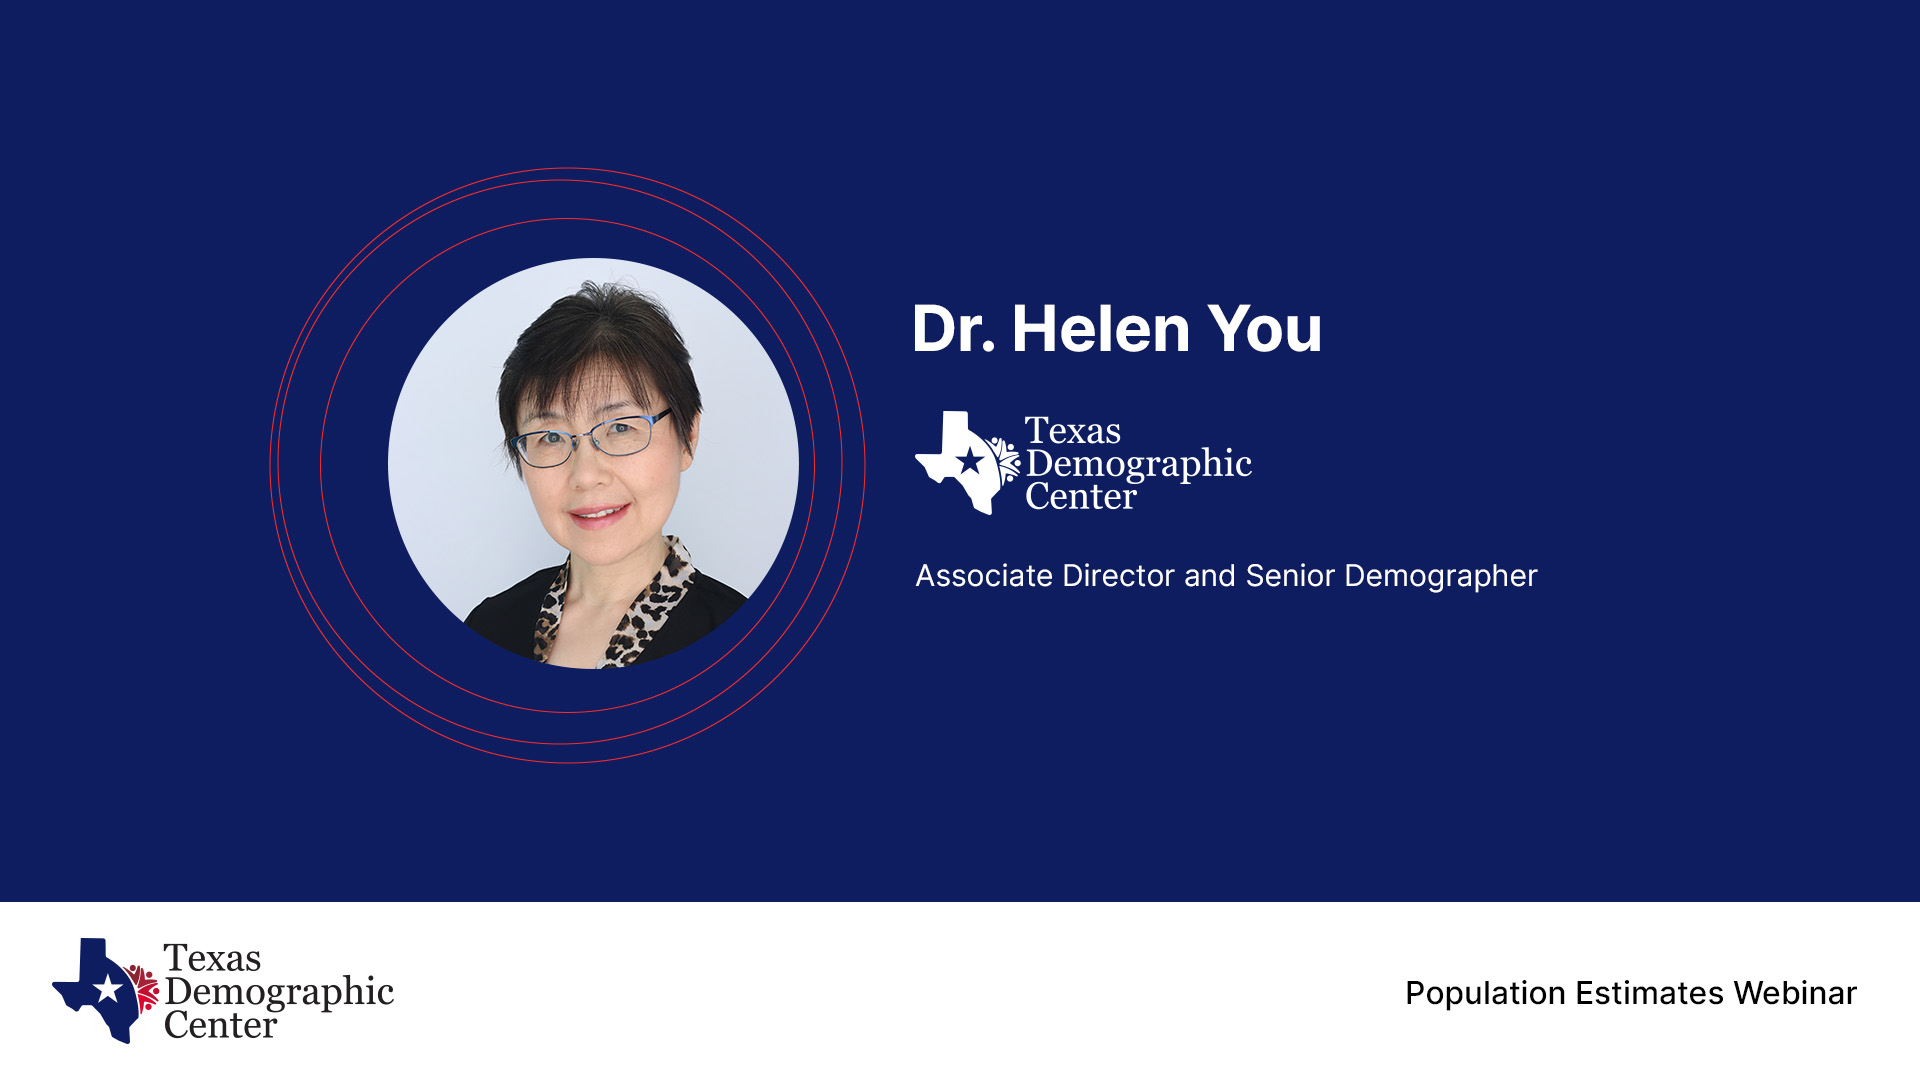 Dr. Helen You
Texas
Demographic
Center
Associate Director and Senior Demographer
Texas
Demographic
Center
Population Estimates Webinar